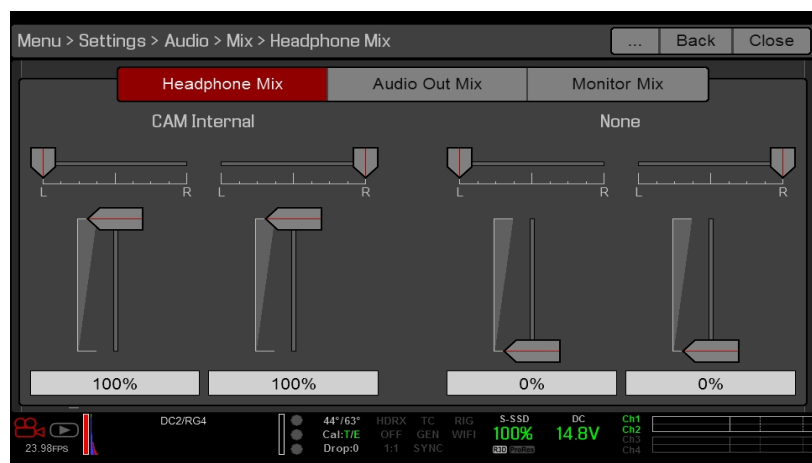 Menu > Settings > Audio > Mix > Headphone Mix ... Back Close
Headphone Mix Audio Out Mix Monitor Mix
CAM Internal None
L R L R L R L R
100% 100% 0% 0%
DC2/RG4 44°/63° HDRX TC RIG S-SSD DC Ch1
Cal:T/E OFF GEN WIFI 100% 14.8V Ch2
23.98FPS Drop:0 1:1 SYNC R3D ProRes Ch3
Ch4